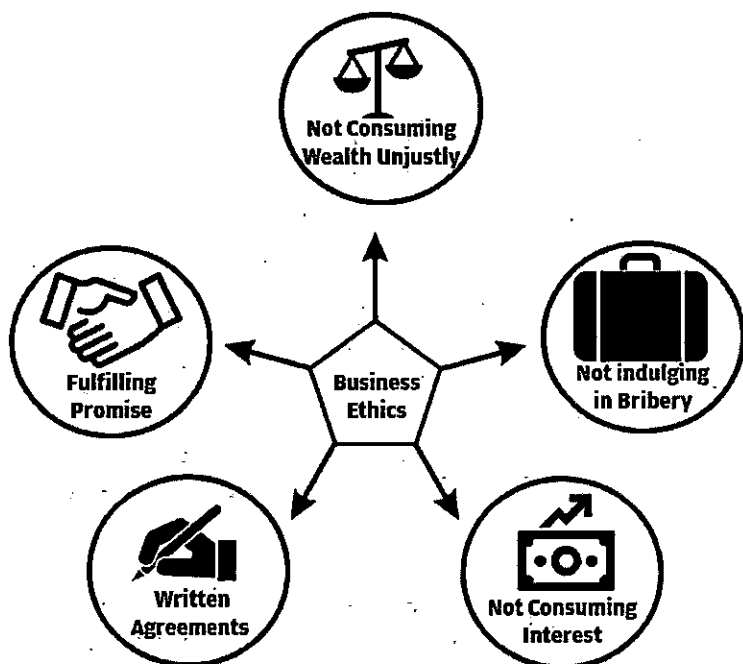 Not Consuming
Wealth Unjustly
Fulfilling
Promise
Business
Ethics
Not indulging
in Bribery
Written
Agreements
Not Consuming
Interest